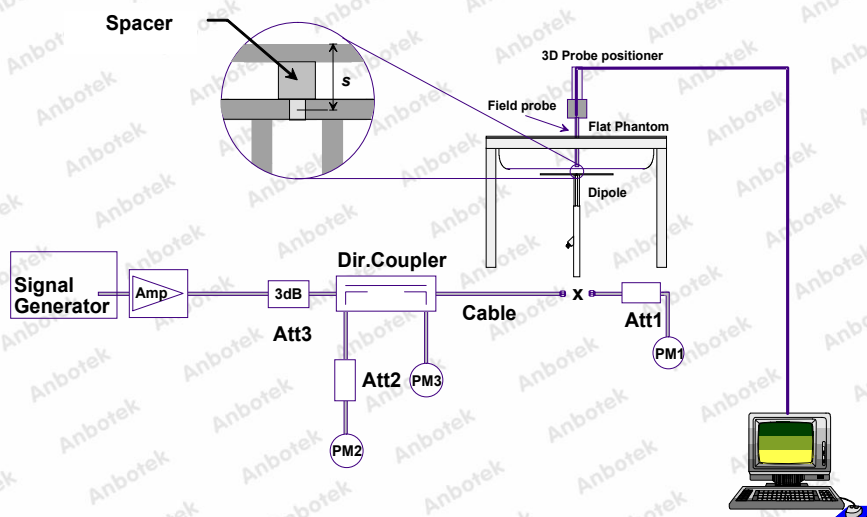 Spacer
s
3D Probe positioner
Field probe
Flat Phantom
Dipole
Dir.Coupler
Signal
Generator
Amp
3dB
Att3
Cable
x
Att1
PM1
Att2
PM3
PM2
Anbotek